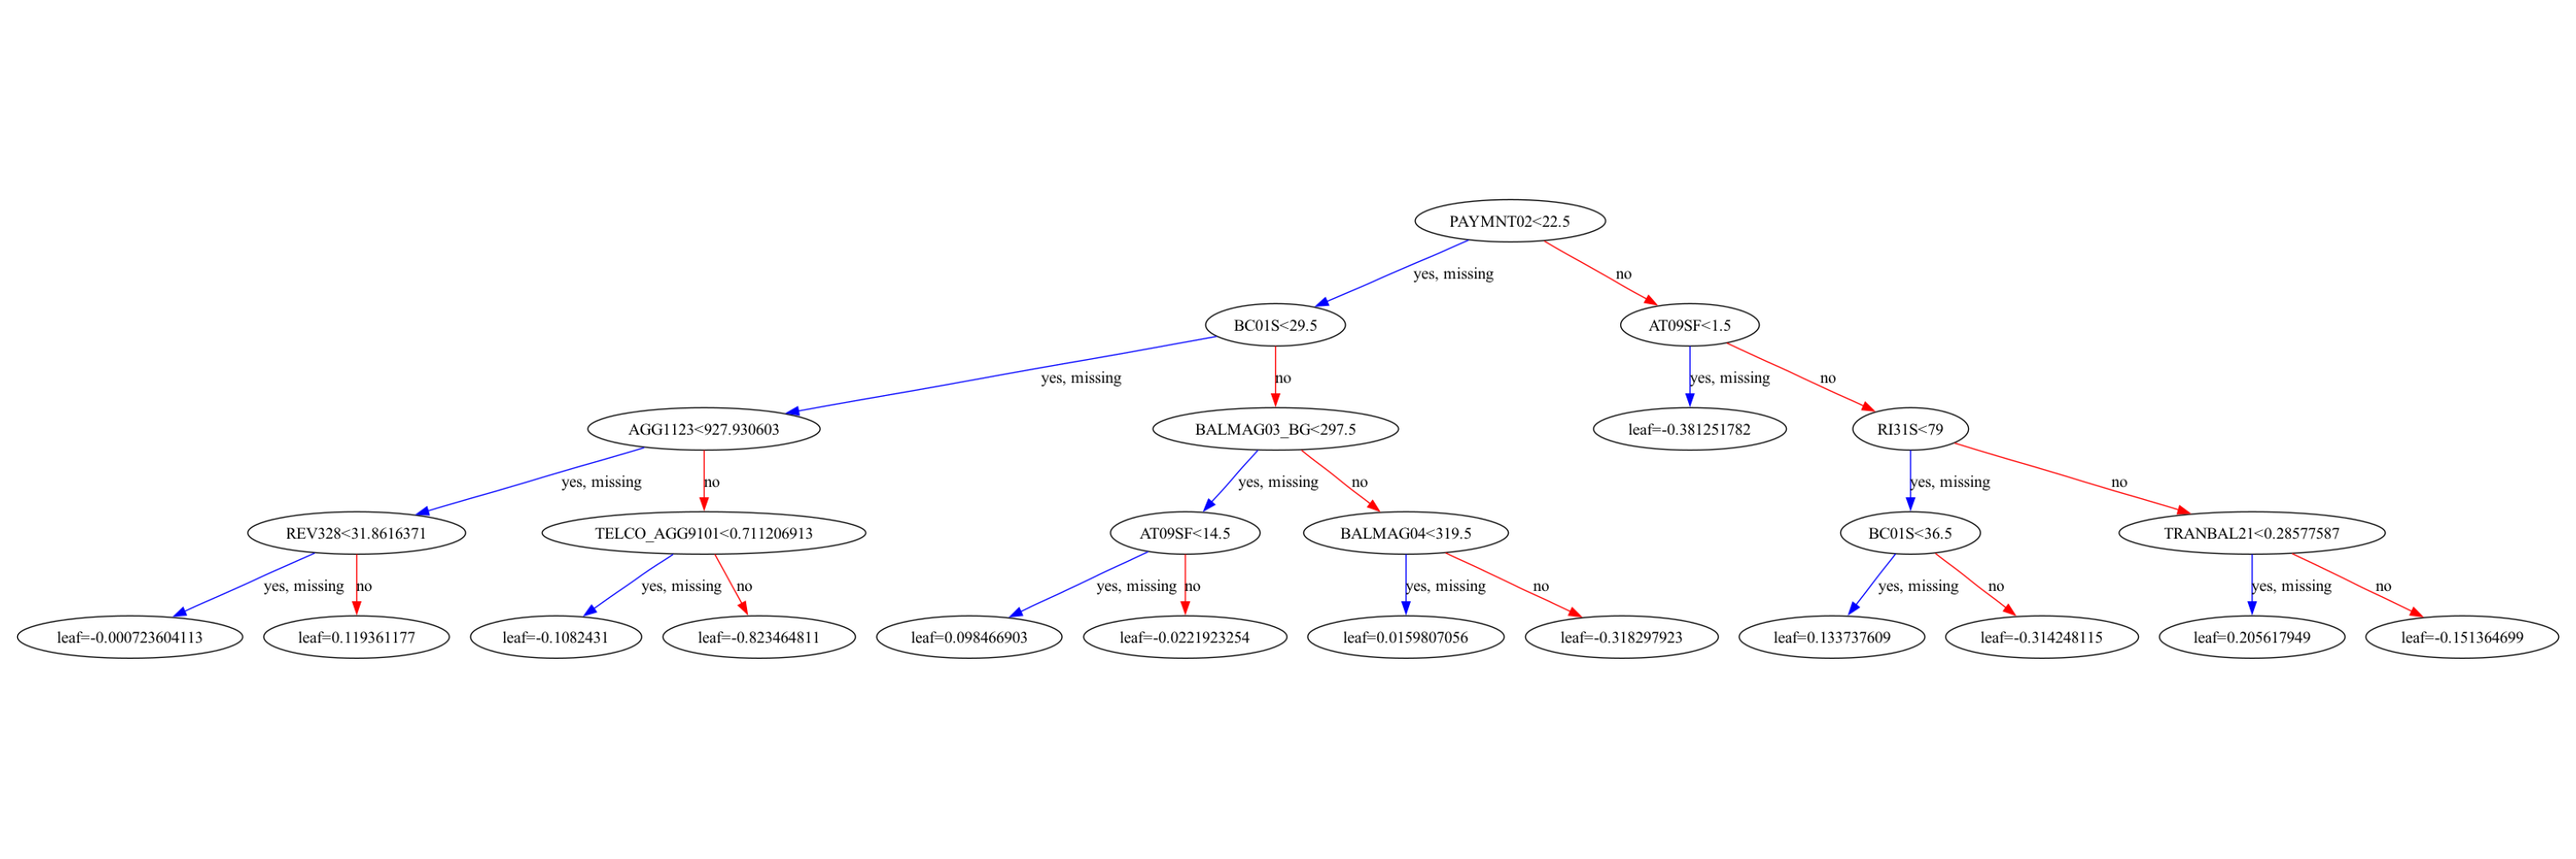 PAYMNT02<22.5
yes, missing
no
BC01S<29.5
AT09SF<1.5
yes, missing
no
yes, missing
no
AGG1123<927.930603
BALMAG03_BG<297.5
leaf=-0.381251782
RI31S<79
yes, missing
no
yes, missing
no
yes, missing
no
REV328<31.8616371
TELCO_AGG9101<0.711206913
AT09SF<14.5
BALMAG04<319.5
BC01S<36.5
TRANBAL21<0.28577587
yes, missing
no
yes, missing
no
yes, missing
no
yes, missing
no
yes, missing
no
yes, missing
no
leaf=-0.000723604113
leaf=0.119361177
leaf=-0.1082431
leaf=-0.823464811
leaf=0.098466903
leaf=-0.0221923254
leaf=0.0159807056
leaf=-0.318297923
leaf=0.133737609
leaf=-0.314248115
leaf=0.205617949
leaf=-0.151364699